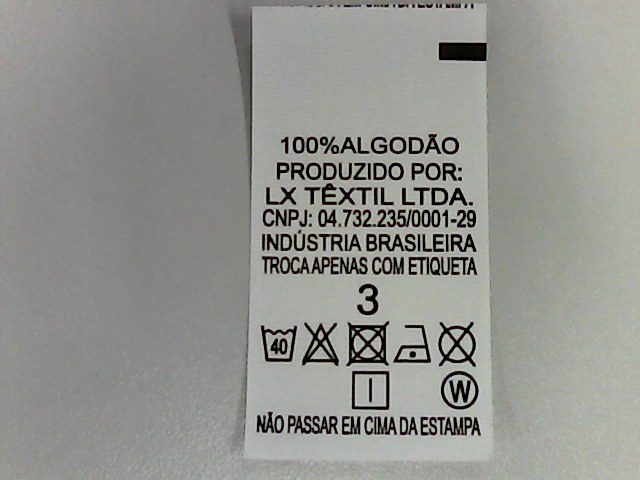 100%ALGODÃO
PRODUZIDO POR:
LX TÊXTIL LTDA.
CNPJ: 04.732.235/0001-29
INDÚSTRIA BRASILEIRA
TROCA APENAS COM ETIQUETA
3
40
W
NÃO PASSAR EM CIMA DA ESTAMPA